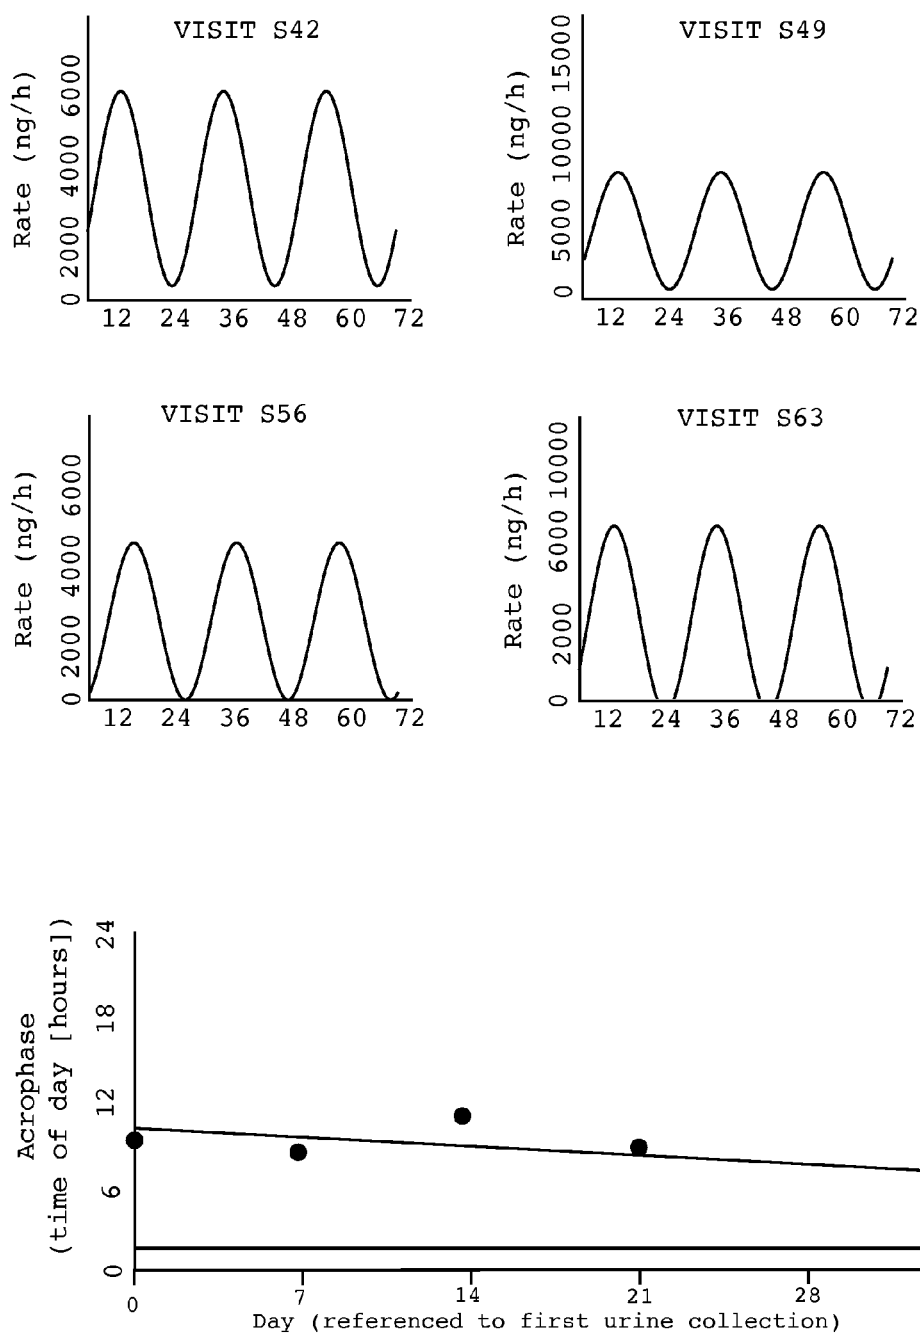 VISIT S42
Rate (ng/h)
6000
4000
2000
0
12 24 36 48 60 72
VISIT S49
Rate (ng/h)
15000
10000
5000
0
12 24 36 48 60 72
VISIT S56
Rate (ng/h)
6000
4000
2000
0
12 24 36 48 60 72
VISIT S63
Rate (ng/h)
10000
6000
2000
0
12 24 36 48 60 72
Acrophase
(time of day [hours])
24
18
12
6
0
0 7 14 21 28
Day (referenced to first urine collection)